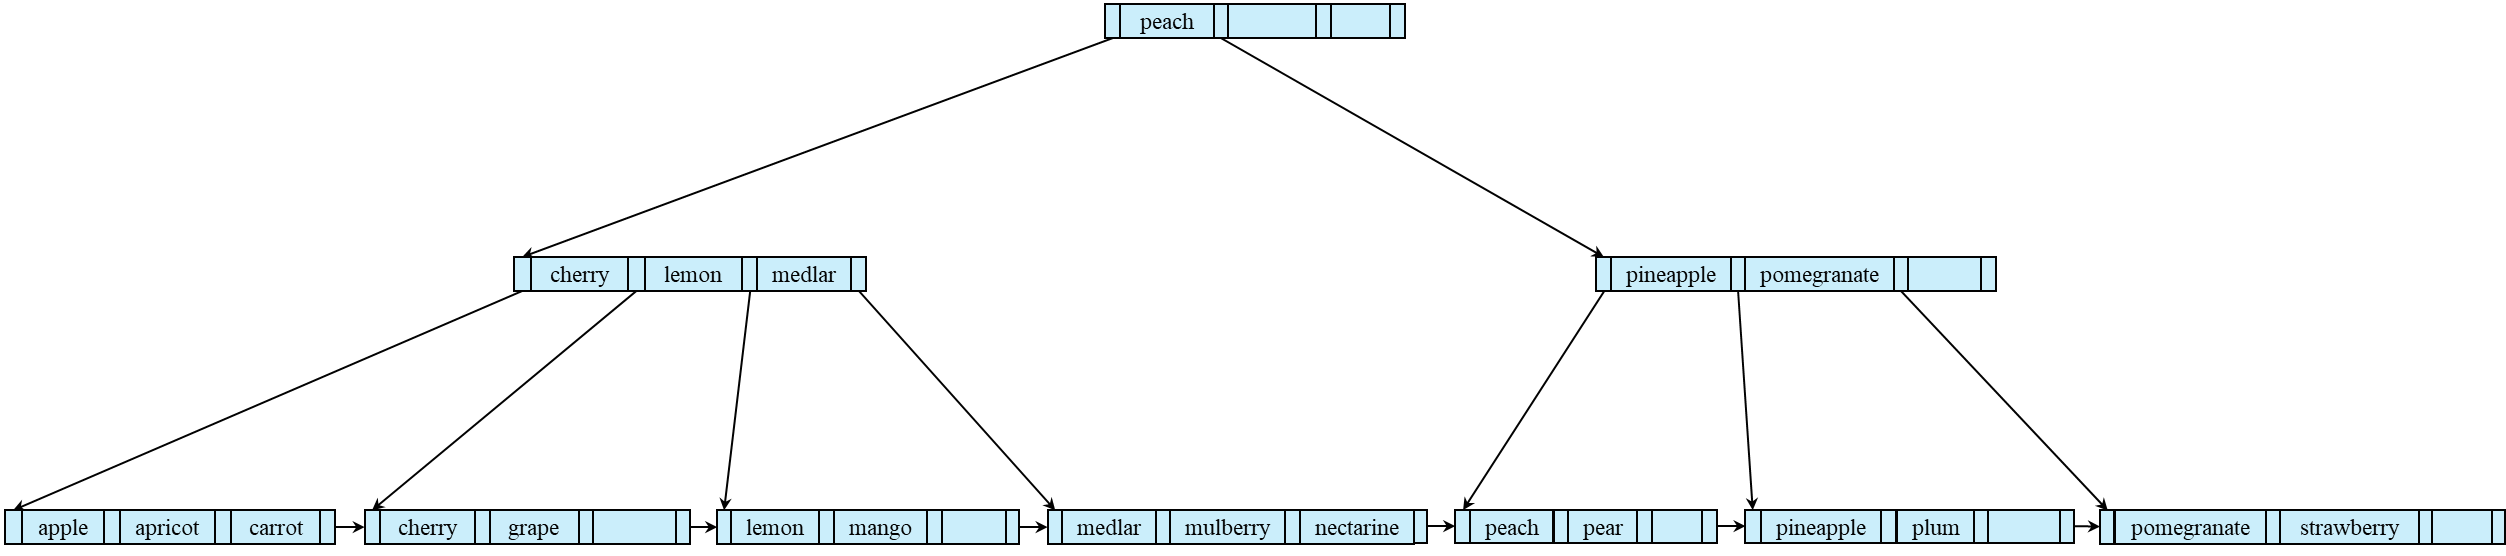 peach
cherry lemon medlar pineapple pomegranate
apple apricot carrot cherry grape lemon mango medlar mulberry nectarine peach pear pineapple plum pomegranate strawberry